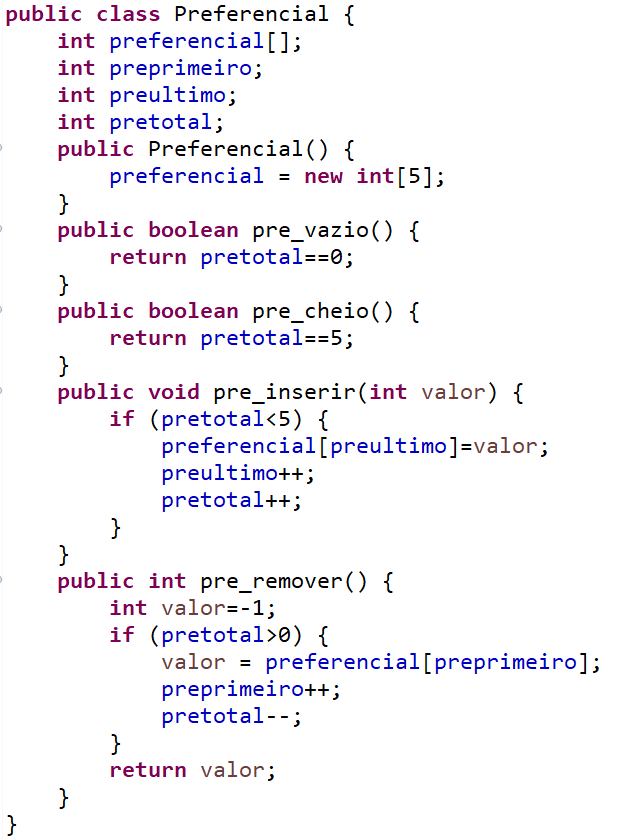 public class Preferencial {
    int preferencial[];
    int preprimeiro;
    int preultimo;
    int pretotal;
    public Preferencial() {
        preferencial = new int[5];
    }
    public boolean pre_vazio() {
        return pretotal==0;
    }
    public boolean pre_cheio() {
        return pretotal==5;
    }
    public void pre_inserir(int valor) {
        if (pretotal<5) {
            preferencial[preultimo]=valor;
            preultimo++;
            pretotal++;
        }
    }
    public int pre_remover() {
        int valor=-1;
        if (pretotal>0) {
            valor = preferencial[preprimeiro];
            preprimeiro++;
            pretotal--;
        }
        return valor;
    }
}